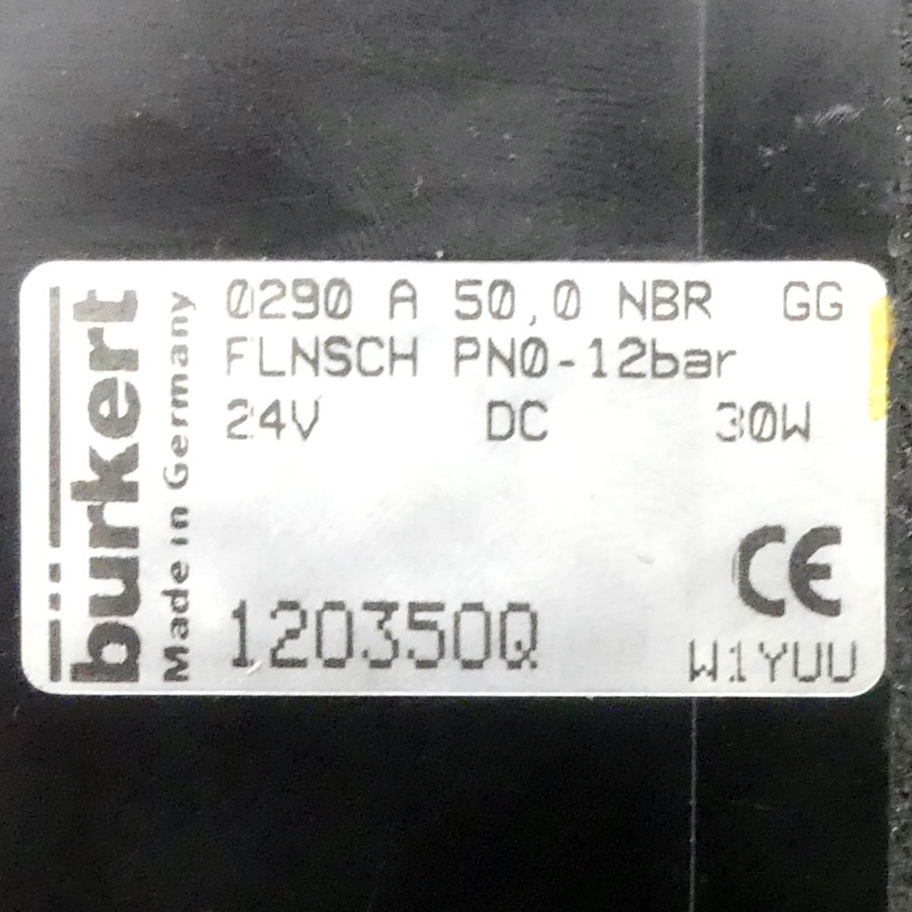 bürkert
Made in Germany
0290 A 50,0 NBR GG
FLNSCH PN0-12bar
24V DC 30W
CE
120350Q
W1YUU